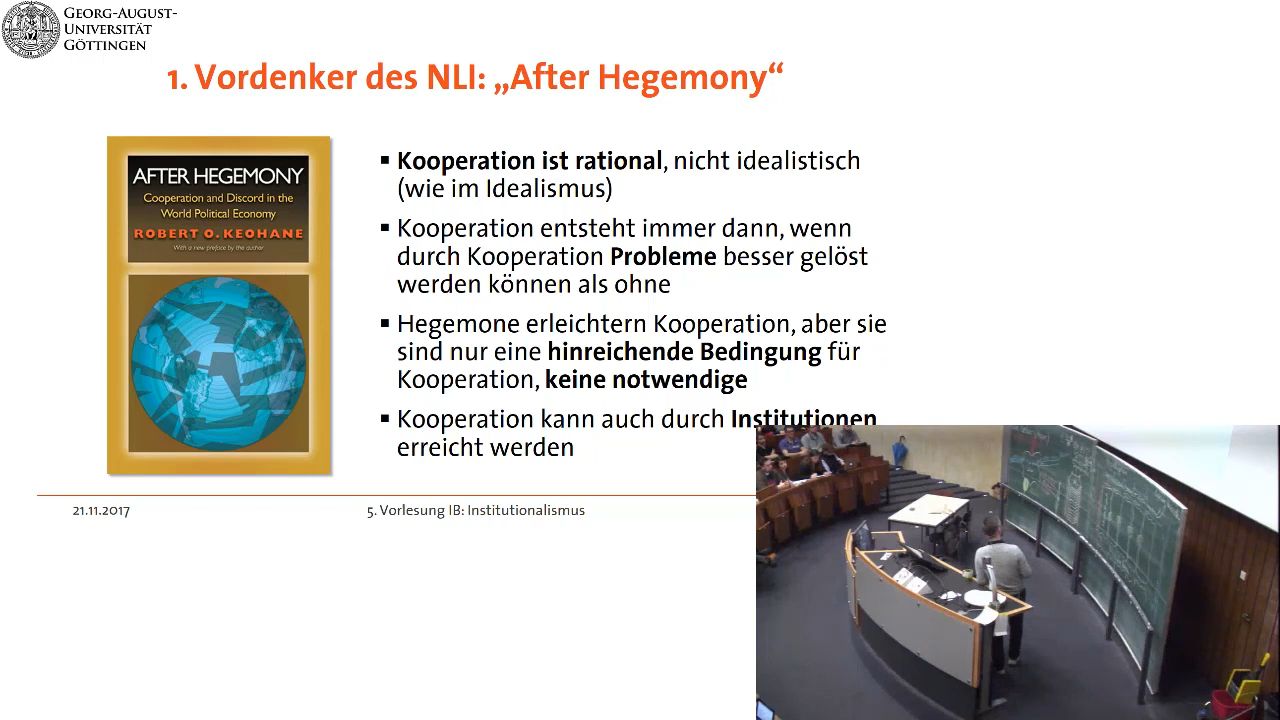 GEORG-AUGUST-
UNIVERSITÄT
GÖTTINGEN
1. Vordenker des NLI: „After Hegemony“
AFTER HEGEMONY
Cooperation and Discord in the
World Political Economy
ROBERT O. KEOHANE
With a new preface by the author
▪ Kooperation ist rational, nicht idealistisch
(wie im Idealismus)
▪ Kooperation entsteht immer dann, wenn
durch Kooperation Probleme besser gelöst
werden können als ohne
▪ Hegemone erleichtern Kooperation, aber sie
sind nur eine hinreichende Bedingung für
Kooperation, keine notwendige
▪ Kooperation kann auch durch Institutionen
erreicht werden
21.11.2017
5. Vorlesung IB: Institutionalismus